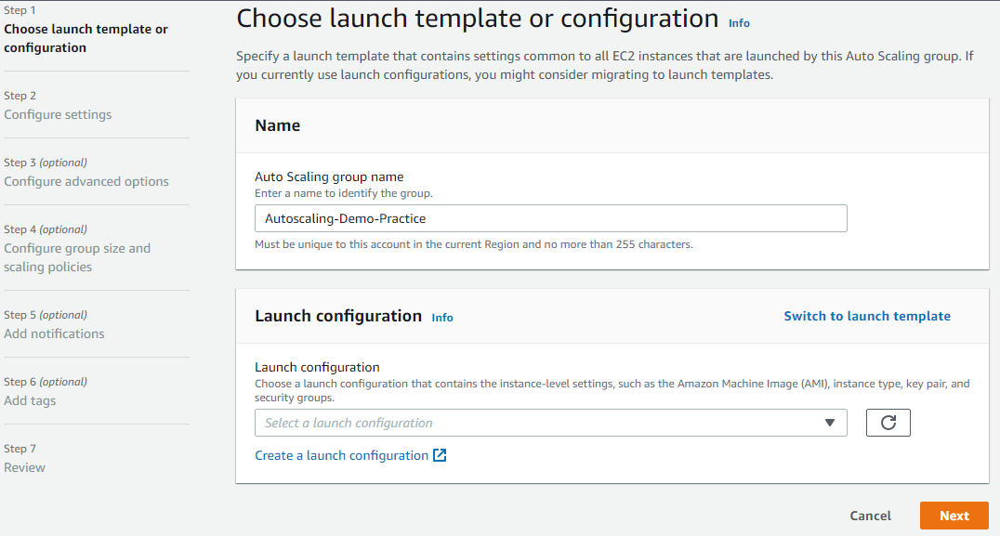 Step 1
Choose launch template or
configuration
Step 2
Configure settings
Step 3 (optional)
Configure advanced options
Step 4 (optional)
Configure group size and
scaling policies
Step 5 (optional)
Add notifications
Step 6 (optional)
Add tags
Step 7
Review
Choose launch template or configuration Info
Specify a launch template that contains settings common to all EC2 instances that are launched by this Auto Scaling group. If
you currently use launch configurations, you might consider migrating to launch templates.
Name
Auto Scaling group name
Enter a name to identify the group.
Autoscaling-Demo-Practice
Must be unique to this account in the current Region and no more than 255 characters.
Launch configuration Info
Switch to launch template
Launch configuration
Choose a launch configuration that contains the instance-level settings, such as the Amazon Machine Image (AMI), instance type, key pair, and
security groups.
Select a launch configuration
Create a launch configuration
Cancel
Next